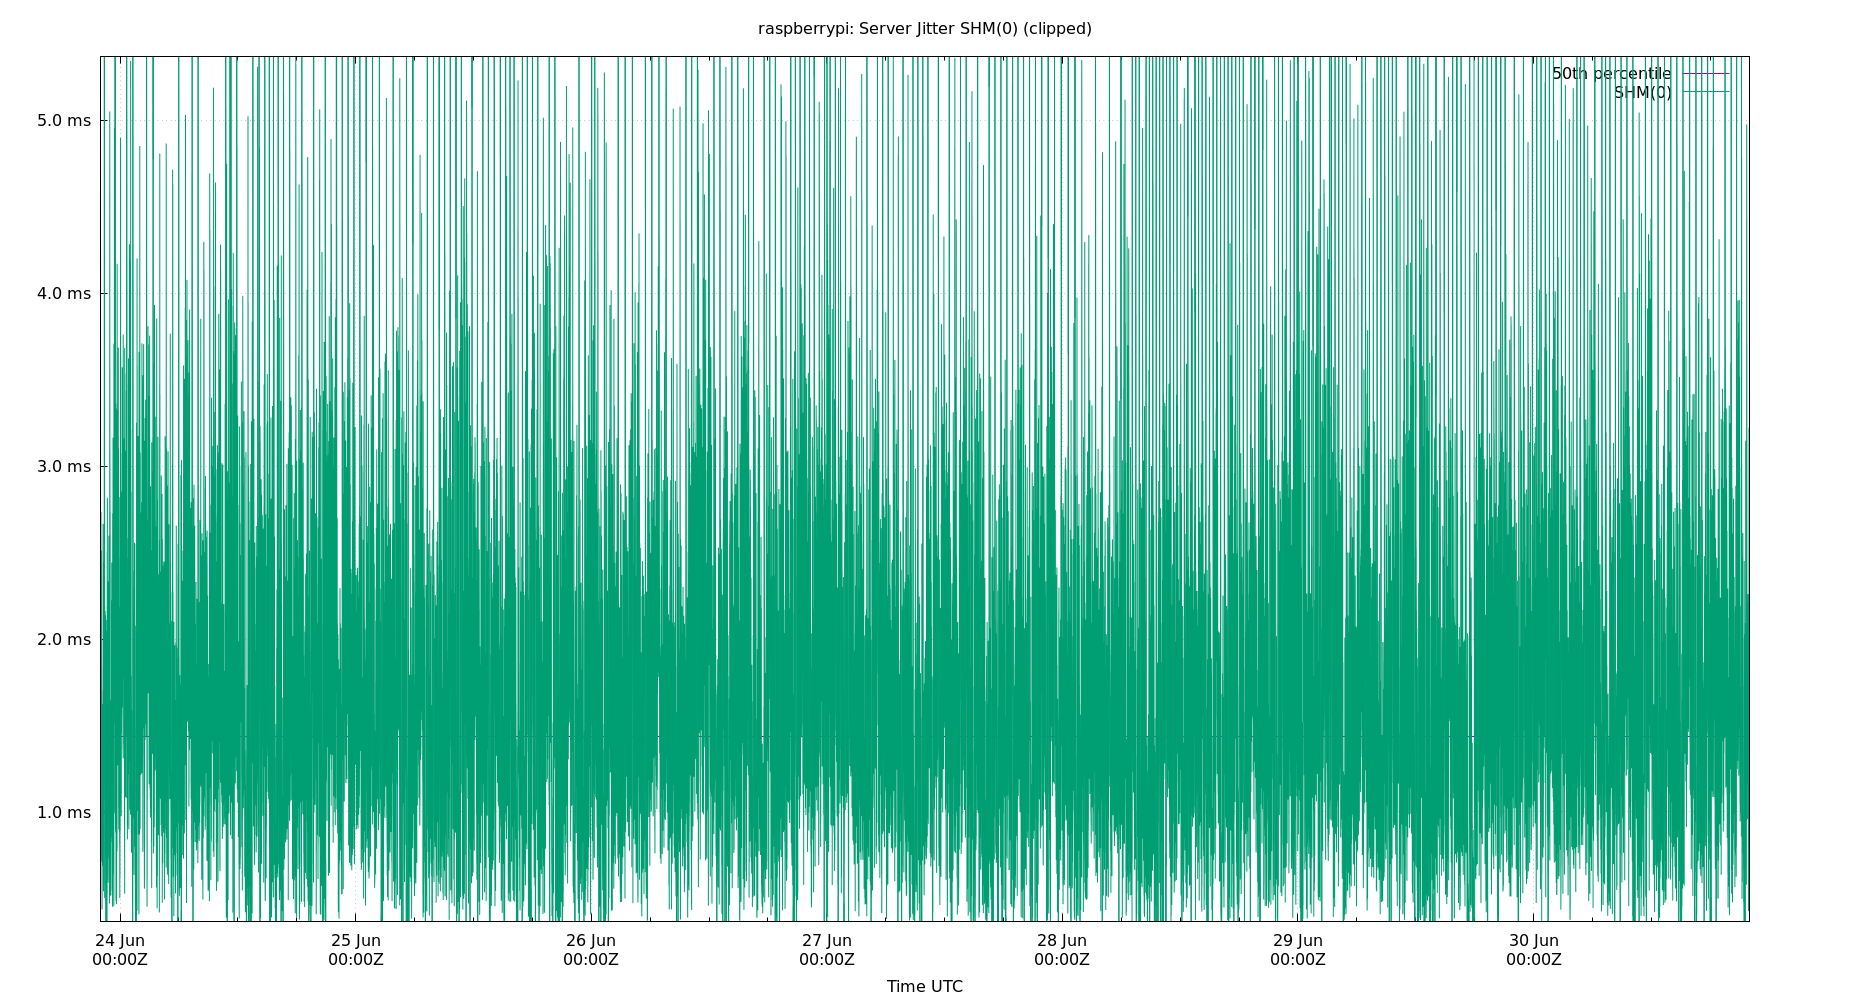 raspberrypi: Server Jitter SHM(0) (clipped)
50th percentile
SHM(0)
5.0 ms
4.0 ms
3.0 ms
2.0 ms
1.0 ms
24 Jun 25 Jun 26 Jun 27 Jun 28 Jun 29 Jun 30 Jun
00:00Z 00:00Z 00:00Z 00:00Z 00:00Z 00:00Z 00:00Z
Time UTC